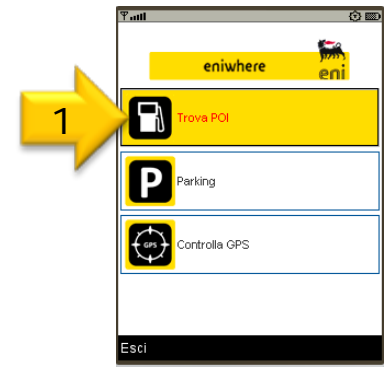 eniwhere
eni
1
Trova POI
P
Parking
GPS
Controlla GPS
Esci